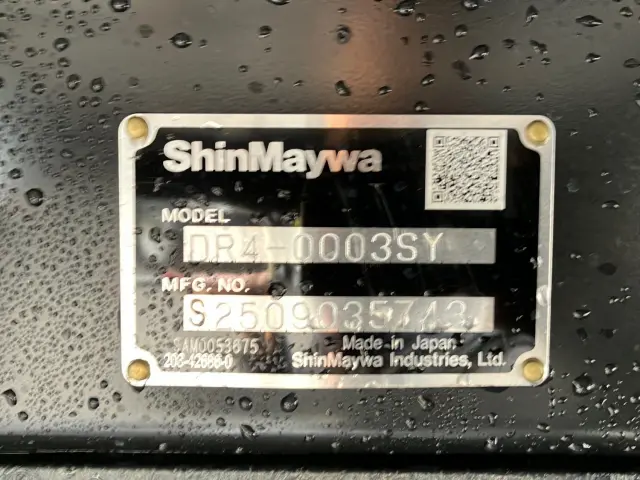 ShinMaywa
MODEL
DR4-0003SY
MFG. NO.
S2509035743
SAM0053675
203-42666-0
Made in Japan
ShinMaywa Industries, Ltd.